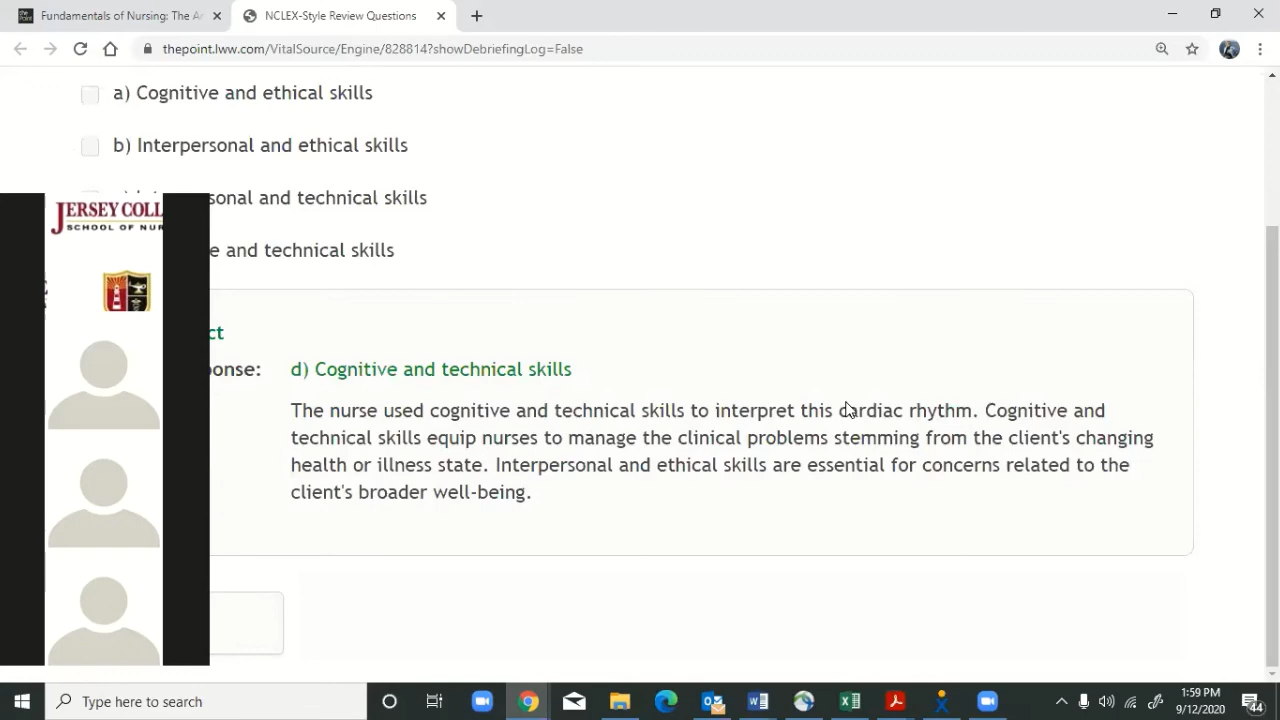 Fundamentals of Nursing: The Ar
NCLEX-Style Review Questions
thepoint.lww.com/VitalSource/Engine/828814?showDebriefingLog=False
a) Cognitive and ethical skills
b) Interpersonal and ethical skills
sonal and technical skills
e and technical skills
JERSEY COLL
SCHOOL OF NUR
ct
ponse:
d) Cognitive and technical skills
The nurse used cognitive and technical skills to interpret this cardiac rhythm. Cognitive and
technical skills equip nurses to manage the clinical problems stemming from the client's changing
health or illness state. Interpersonal and ethical skills are essential for concerns related to the
client's broader well-being.
Type here to search
1:59 PM
9/12/2020
44